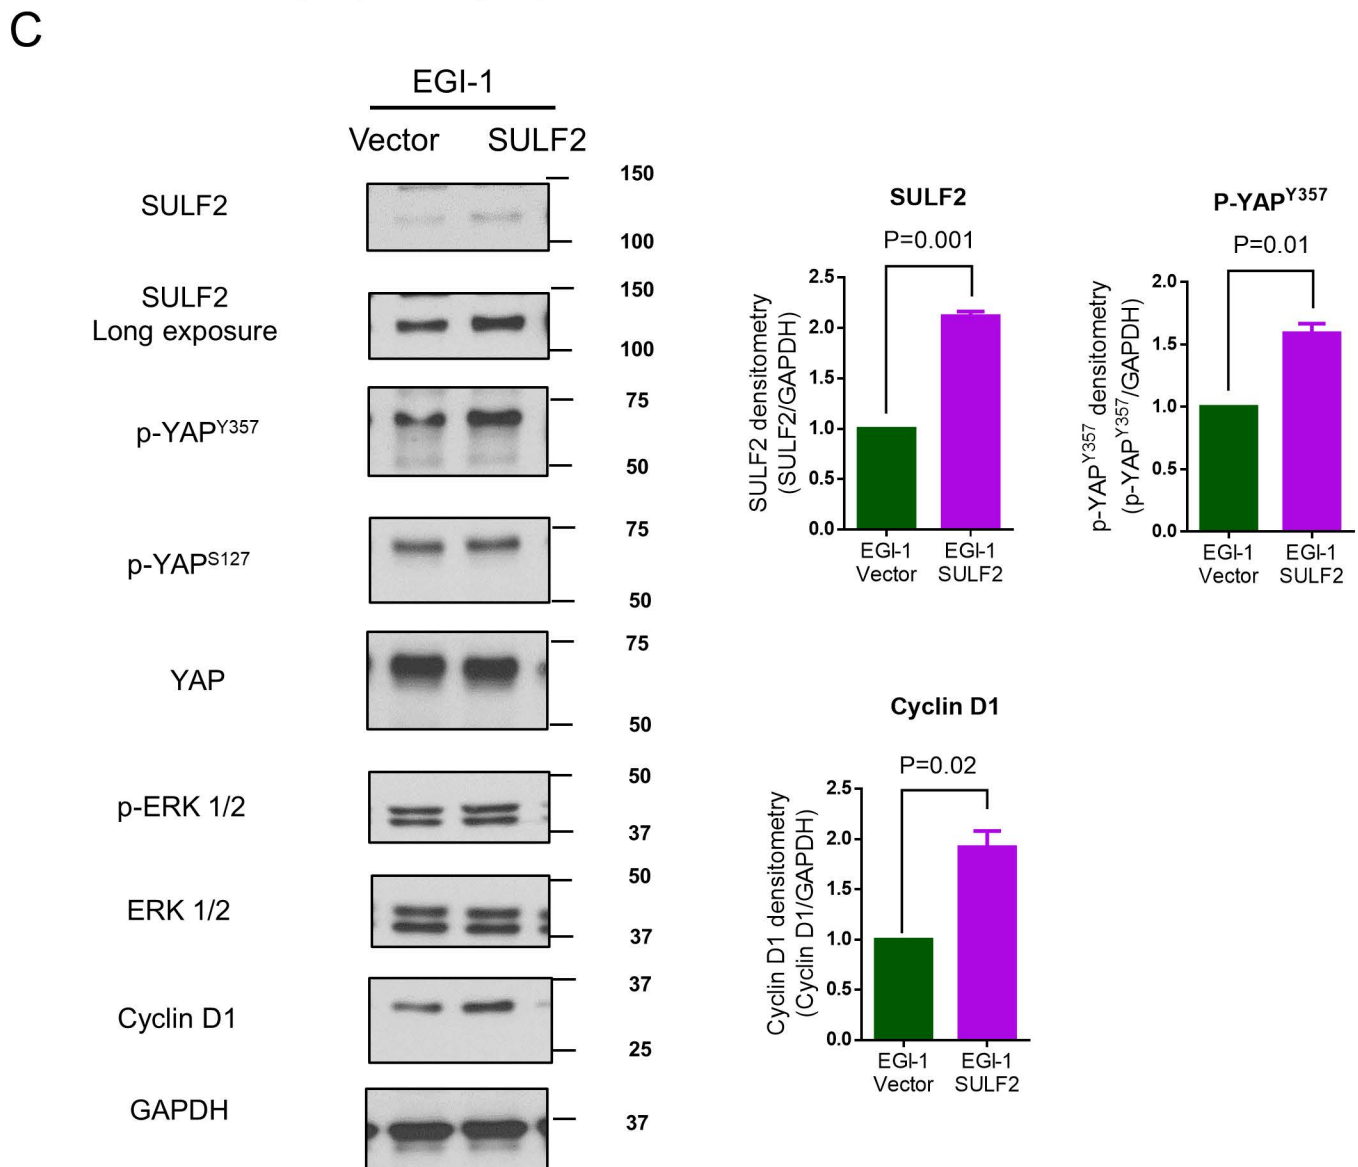 C
EGI-1
Vector SULF2
SULF2
150
100
SULF2
Long exposure
150
100
p-YAPY357
75
50
p-YAPS127
75
50
YAP
75
50
p-ERK 1/2
50
37
ERK 1/2
50
37
Cyclin D1
37
25
GAPDH
37
SULF2
P=0.001
SULF2 densitometry
(SULF2/GAPDH)
2.5
2.0
1.5
1.0
0.5
0.0
EGI-1 EGI-1
Vector SULF2
P-YAPY357
P=0.01
p-YAPY357 densitometry
(p-YAPY357/GAPDH)
2.0
1.5
1.0
0.5
0.0
EGI-1 EGI-1
Vector SULF2
Cyclin D1
P=0.02
Cyclin D1 densitometry
(Cyclin D1/GAPDH)
2.5
2.0
1.5
1.0
0.5
0.0
EGI-1 EGI-1
Vector SULF2